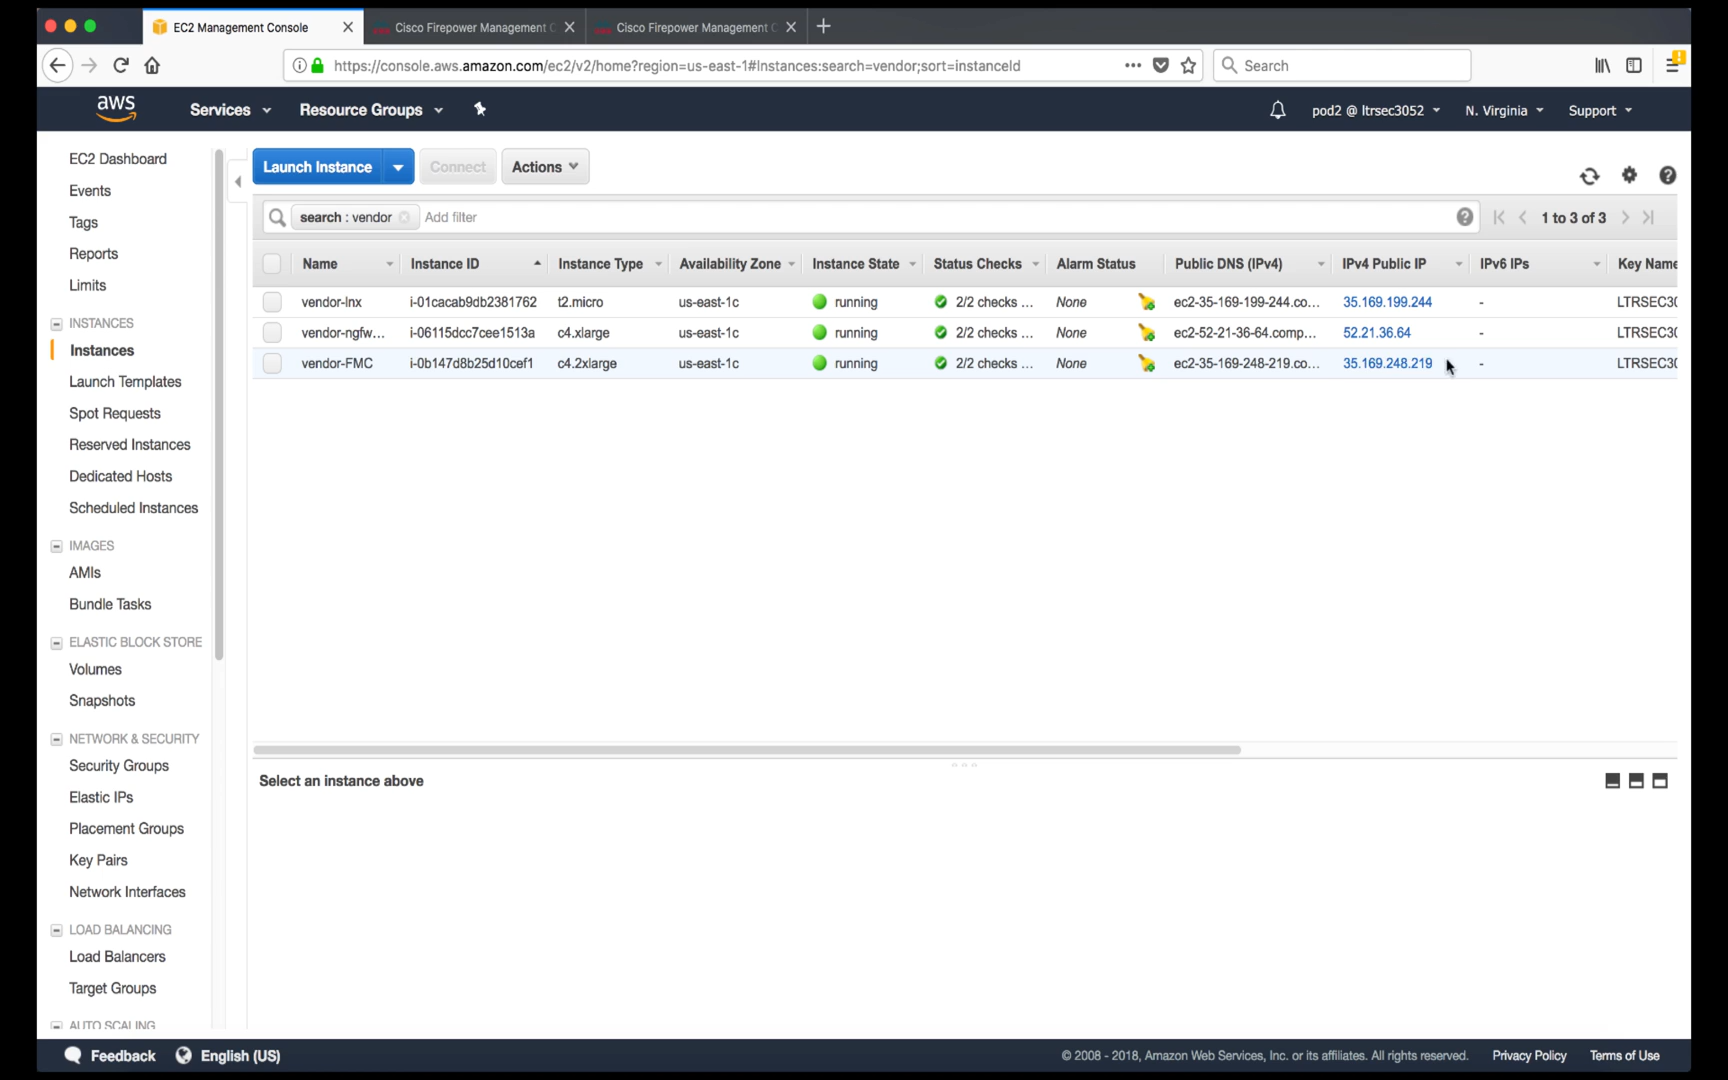 EC2 Management Console
Cisco Firepower Management C
Cisco Firepower Management C
https://console.aws.amazon.com/ec2/v2/home?region=us-east-1#Instances:search=vendor;sort=instanceId
Search
aws
Services
Resource Groups
pod2 @ ltrsec3052
N. Virginia
Support
EC2 Dashboard
Events
Tags
Reports
Limits
INSTANCES
Instances
Launch Templates
Spot Requests
Reserved Instances
Dedicated Hosts
Scheduled Instances
IMAGES
AMIs
Bundle Tasks
ELASTIC BLOCK STORE
Volumes
Snapshots
NETWORK & SECURITY
Security Groups
Elastic IPs
Placement Groups
Key Pairs
Network Interfaces
LOAD BALANCING
Load Balancers
Target Groups
AUTO SCALING
Launch Instance Connect Actions
search : vendor Add filter 1 to 3 of 3
Name Instance ID Instance Type Availability Zone Instance State Status Checks Alarm Status Public DNS (IPv4) IPv4 Public IP IPv6 IPs Key Name
vendor-lnx i-01cacab9db2381762 t2.micro us-east-1c running 2/2 checks ... None ec2-35-169-199-244.co... 35.169.199.244 - LTRSEC30
vendor-ngfw... i-06115dcc7cee1513a c4.xlarge us-east-1c running 2/2 checks ... None ec2-52-21-36-64.comp... 52.21.36.64 - LTRSEC30
vendor-FMC i-0b147d8b25d10cef1 c4.2xlarge us-east-1c running 2/2 checks ... None ec2-35-169-248-219.co... 35.169.248.219 - LTRSEC30
Select an instance above
Feedback English (US) © 2008 - 2018, Amazon Web Services, Inc. or its affiliates. All rights reserved. Privacy Policy Terms of Use